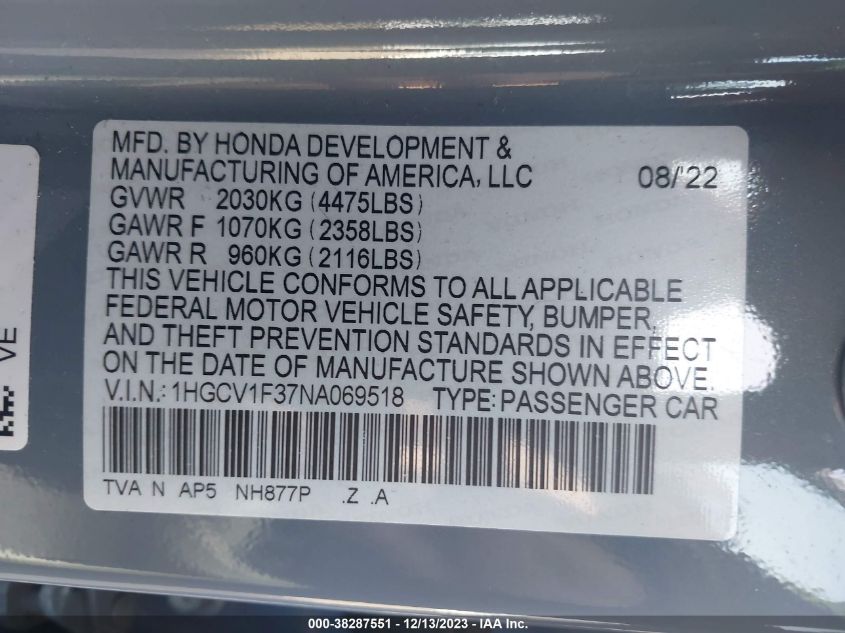 MFD. BY HONDA DEVELOPMENT &
MANUFACTURING OF AMERICA, LLC 08/'22
GVWR 2030KG (4475LBS)
GAWR F 1070KG (2358LBS)
GAWR R 960KG (2116LBS)
THIS VEHICLE CONFORMS TO ALL APPLICABLE
FEDERAL MOTOR VEHICLE SAFETY, BUMPER,
AND THEFT PREVENTION STANDARDS IN EFFECT
ON THE DATE OF MANUFACTURE SHOWN ABOVE.
V.I.N.: 1HGCV1F37NA069518 TYPE: PASSENGER CAR
TVA N AP5 NH877P .Z .A
VE
000-38287551 - 12/13/2023 - IAAI, Inc.